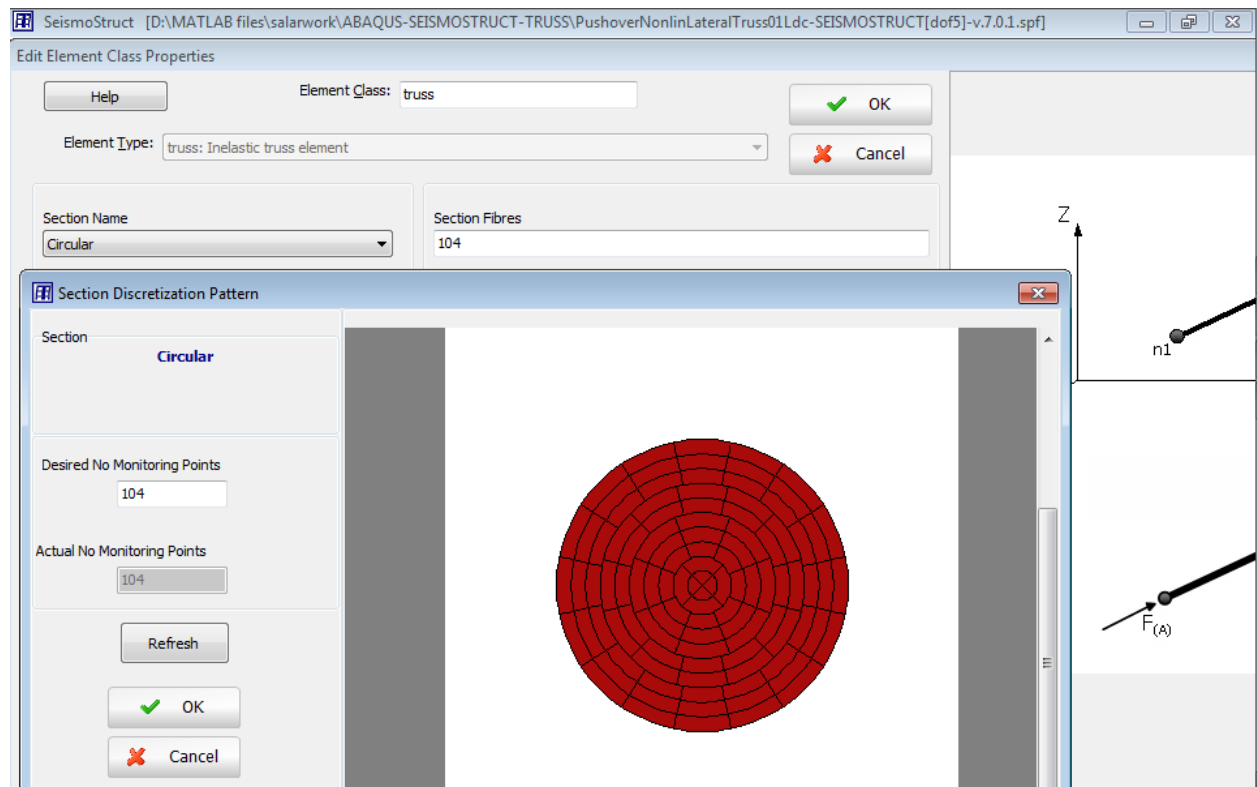 SeismoStruct [D:\MATLAB files\salarwork\ABAQUS-SEISMOSTRUCT-TRUSS\PushoverNonlinLateralTruss01Ldc-SEISMOSTRUCT[dof5]-v.7.0.1.spf]
Edit Element Class Properties
Help
Element Class: truss
OK
Element Type: truss: Inelastic truss element
Cancel
Section Name
Circular
Section Fibres
104
Z
n1
F(A)
Section Discretization Pattern
Section
Circular
Desired No Monitoring Points
104
Actual No Monitoring Points
104
Refresh
OK
Cancel